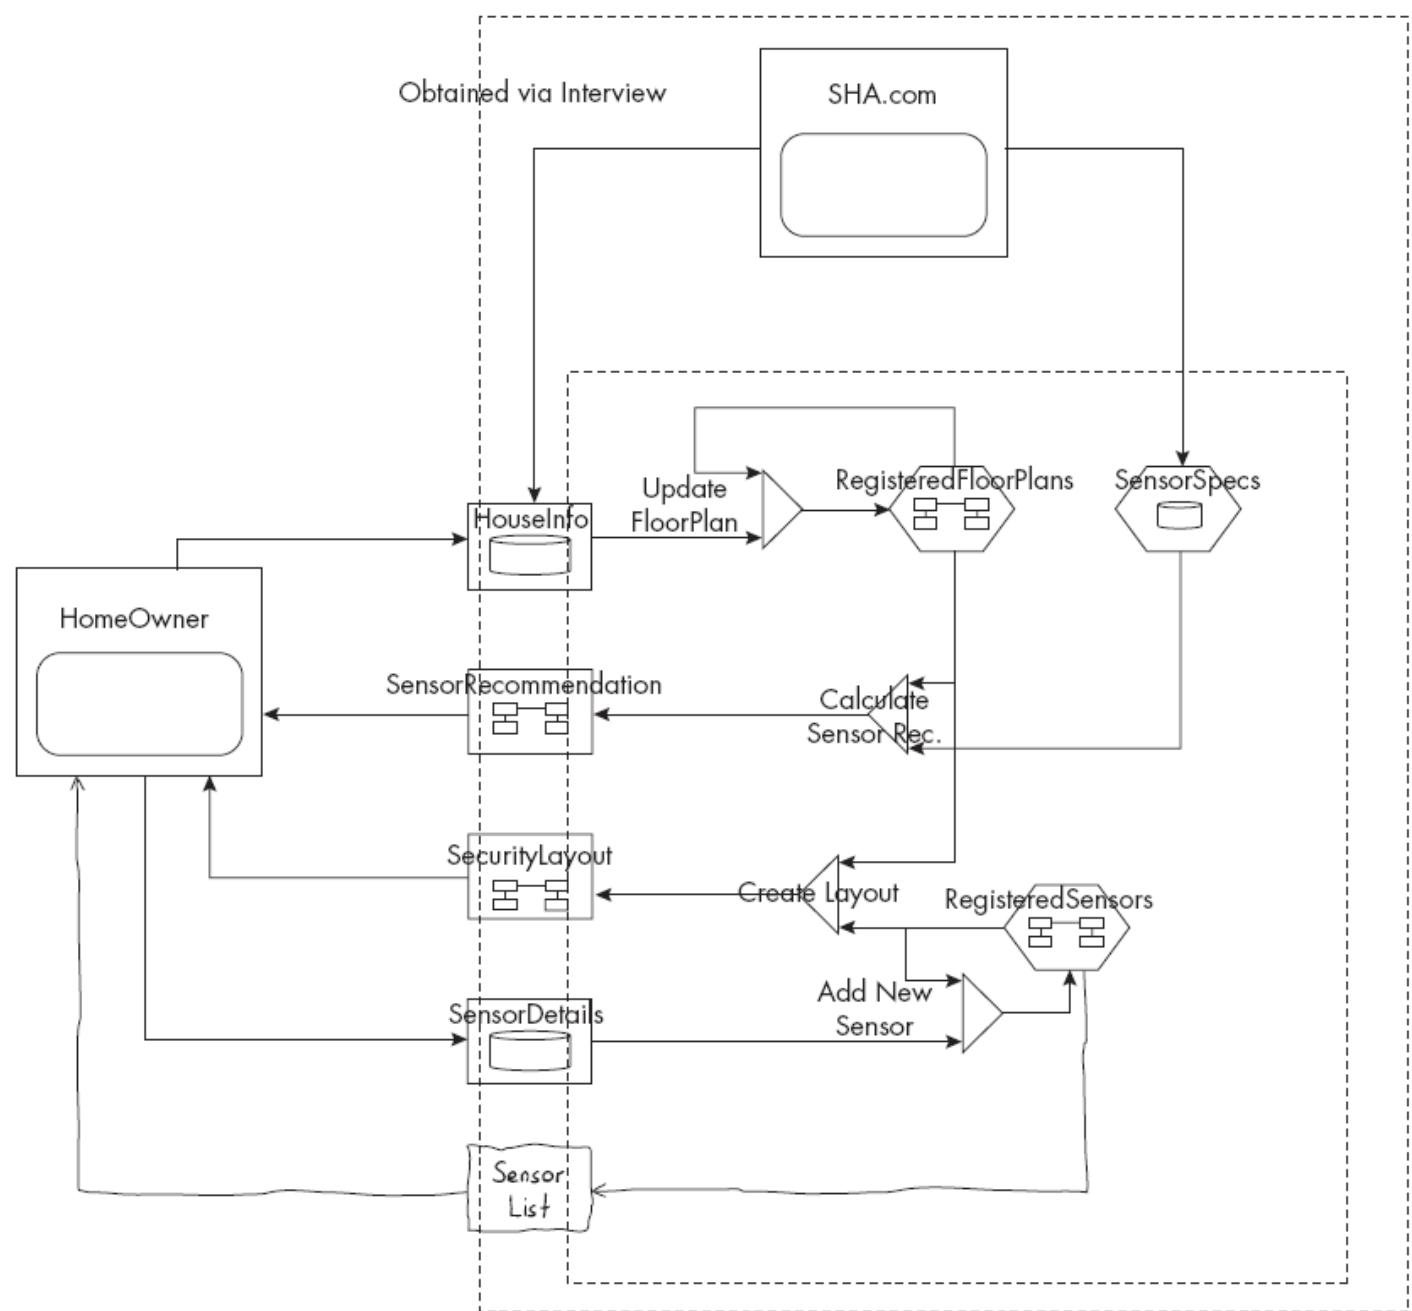 Obtained via Interview
SHA.com
Update
FloorPlan
RegisteredFloorPlans
SensorSpecs
HouseInfo
HomeOwner
SensorRecommendation
Calculate
Sensor Rec.
SecurityLayout
Create Layout
RegisteredSensors
Add New
Sensor
SensorDetails
Sensor
List